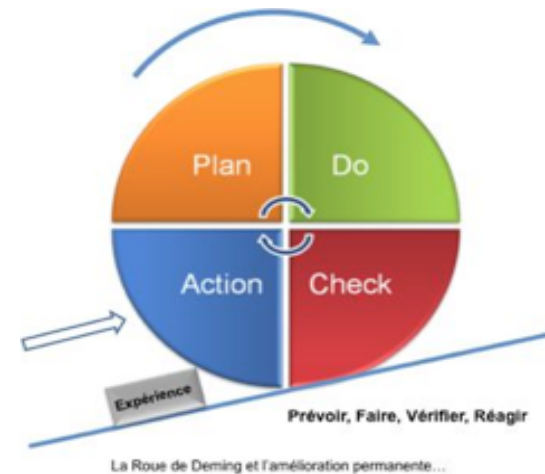 Plan
Do
Action
Check
Expérience
Prévoir, Faire, Vérifier, Réagir
La Roue de Deming et l'amélioration permanente...